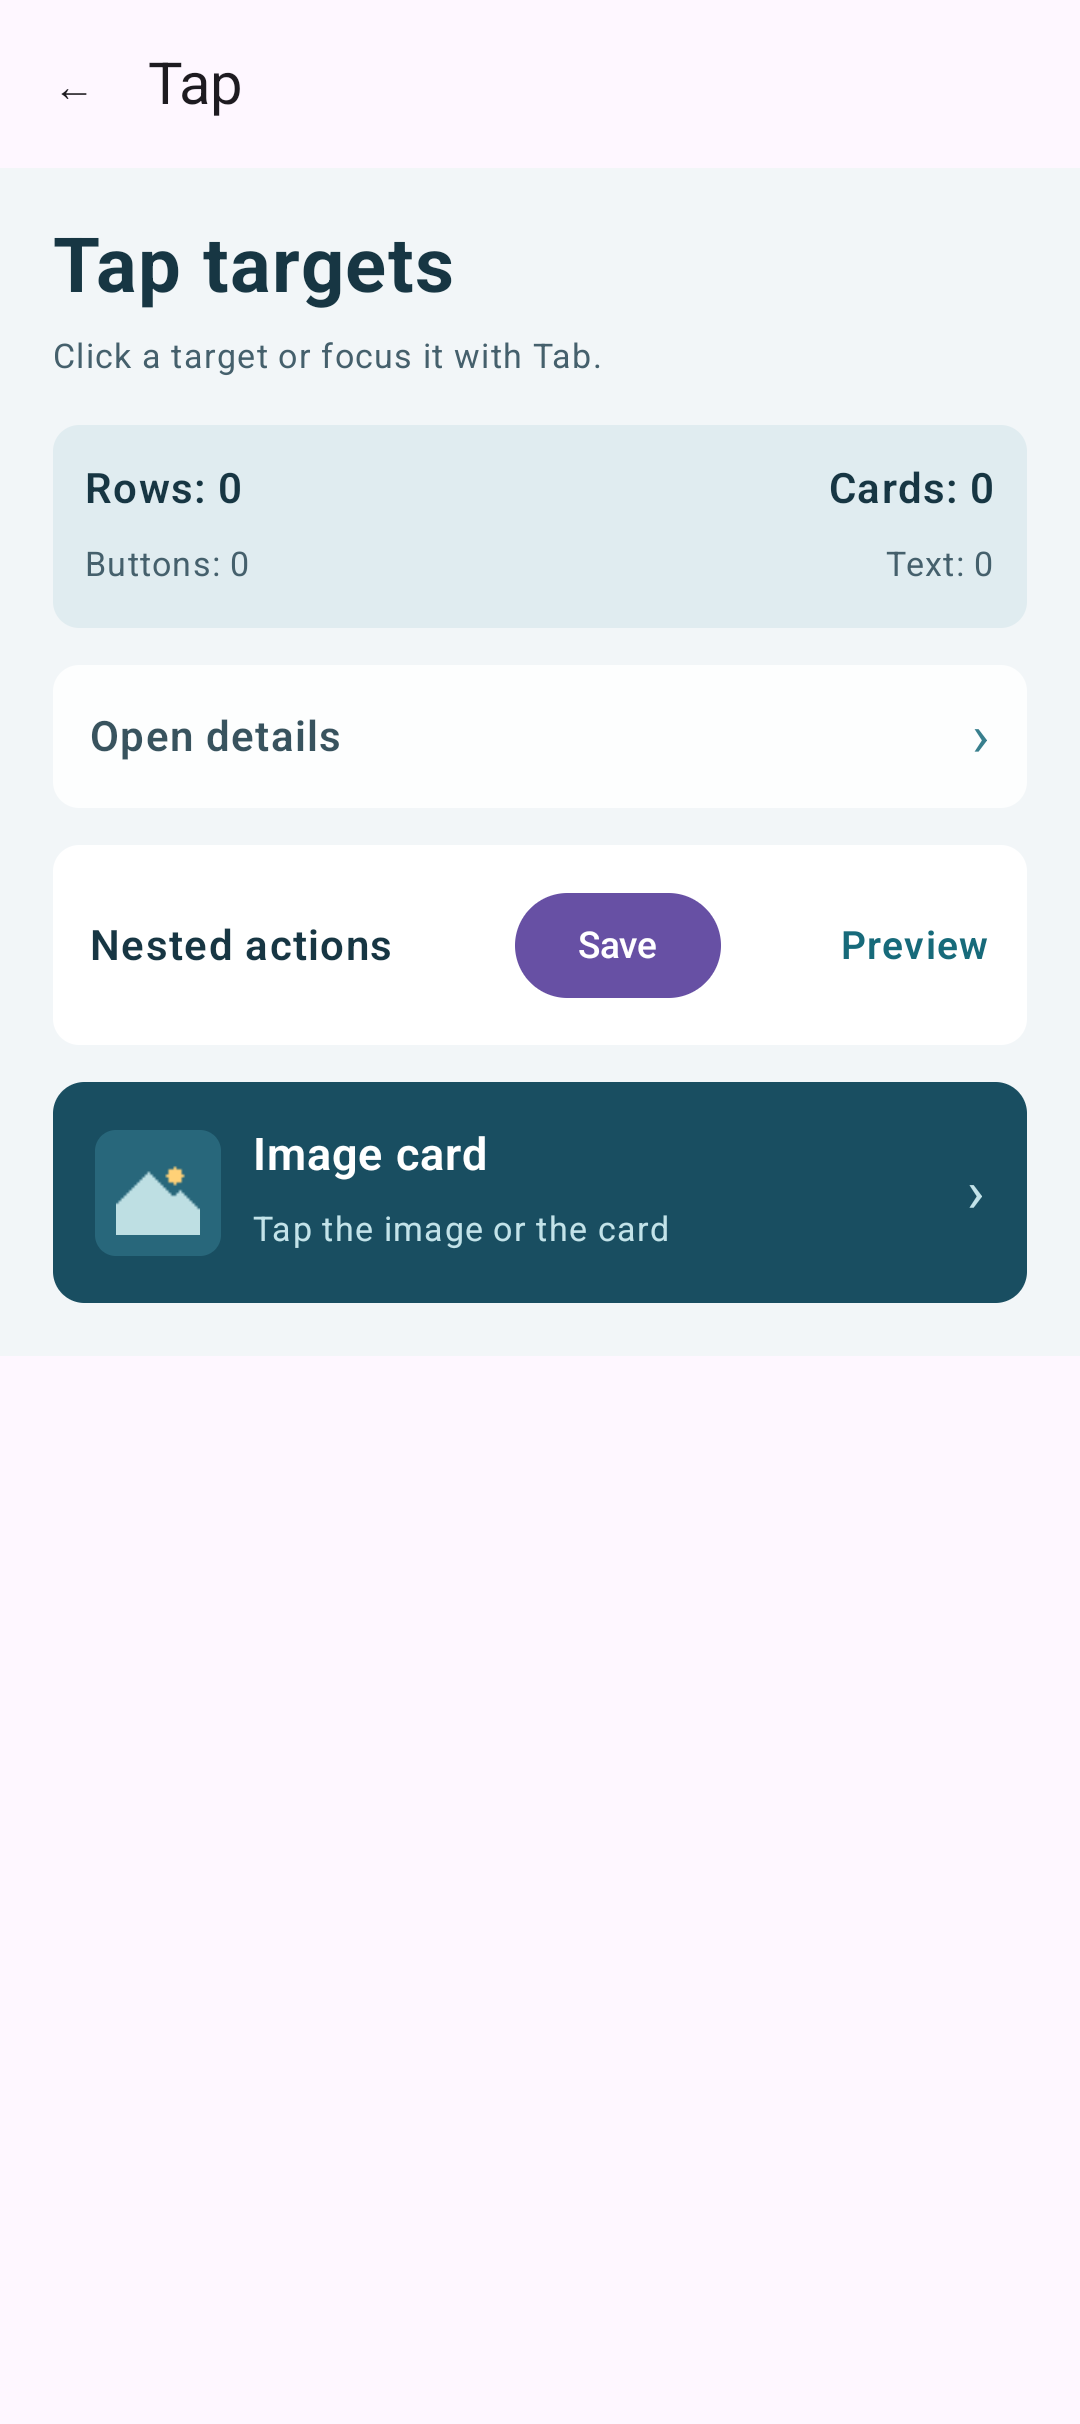 ← Tap
Tap targets
Click a target or focus it with Tab.
Rows: 0 Cards: 0
Buttons: 0 Text: 0
Open details ›
Nested actions Save Preview
Image card
Tap the image or the card ›